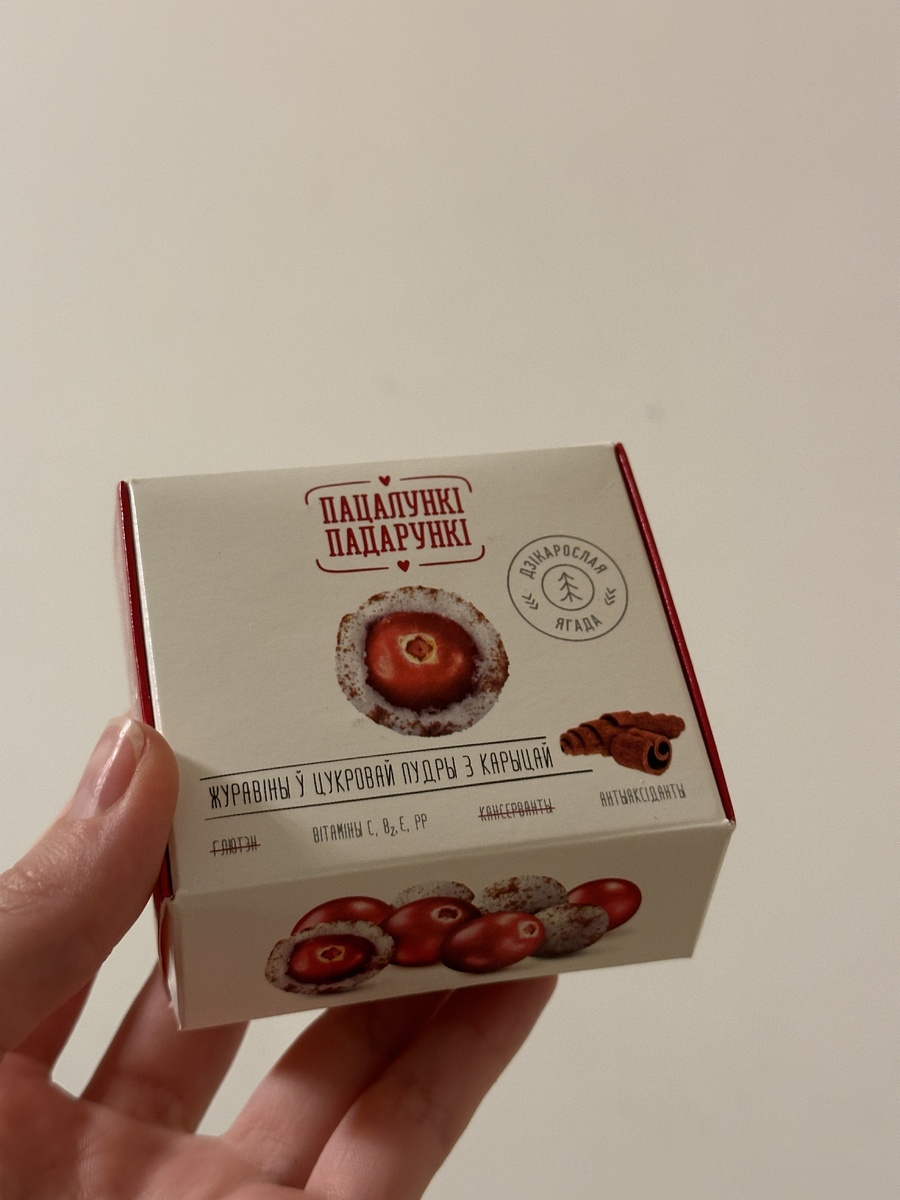 ПАЦАЛУНКІ
ПАДАРУНКІ
ДЗІКАРОСЛАЯ
ЯГАДА
ЖУРАВІНЫ Ў ЦУКРОВАЙ ПУДРЫ З КАРЫЦАЙ
ГЛЮТЭН
ВІТАМІНЫ С, В2, Е, РР
КАНСЕРВАНТЫ
АНТЫАКСІДАНТЫ